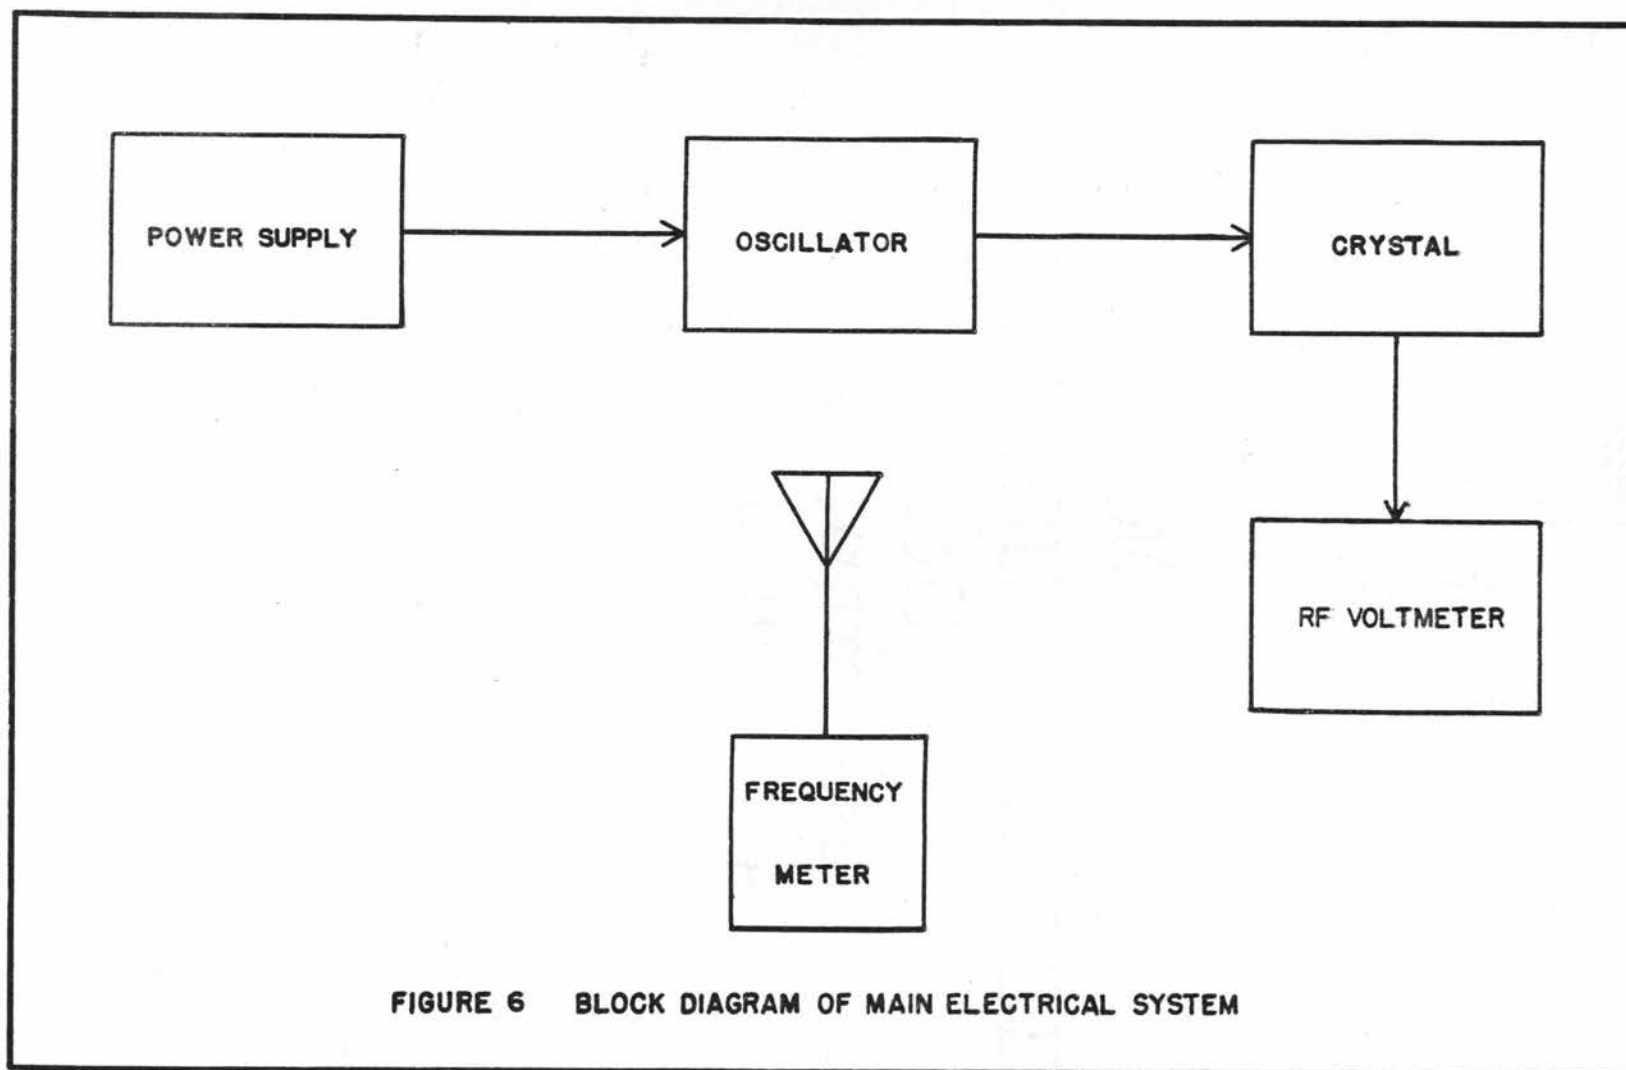 POWER SUPPLY
OSCILLATOR
CRYSTAL
RF VOLTMETER
FREQUENCY
METER
FIGURE 6 BLOCK DIAGRAM OF MAIN ELECTRICAL SYSTEM